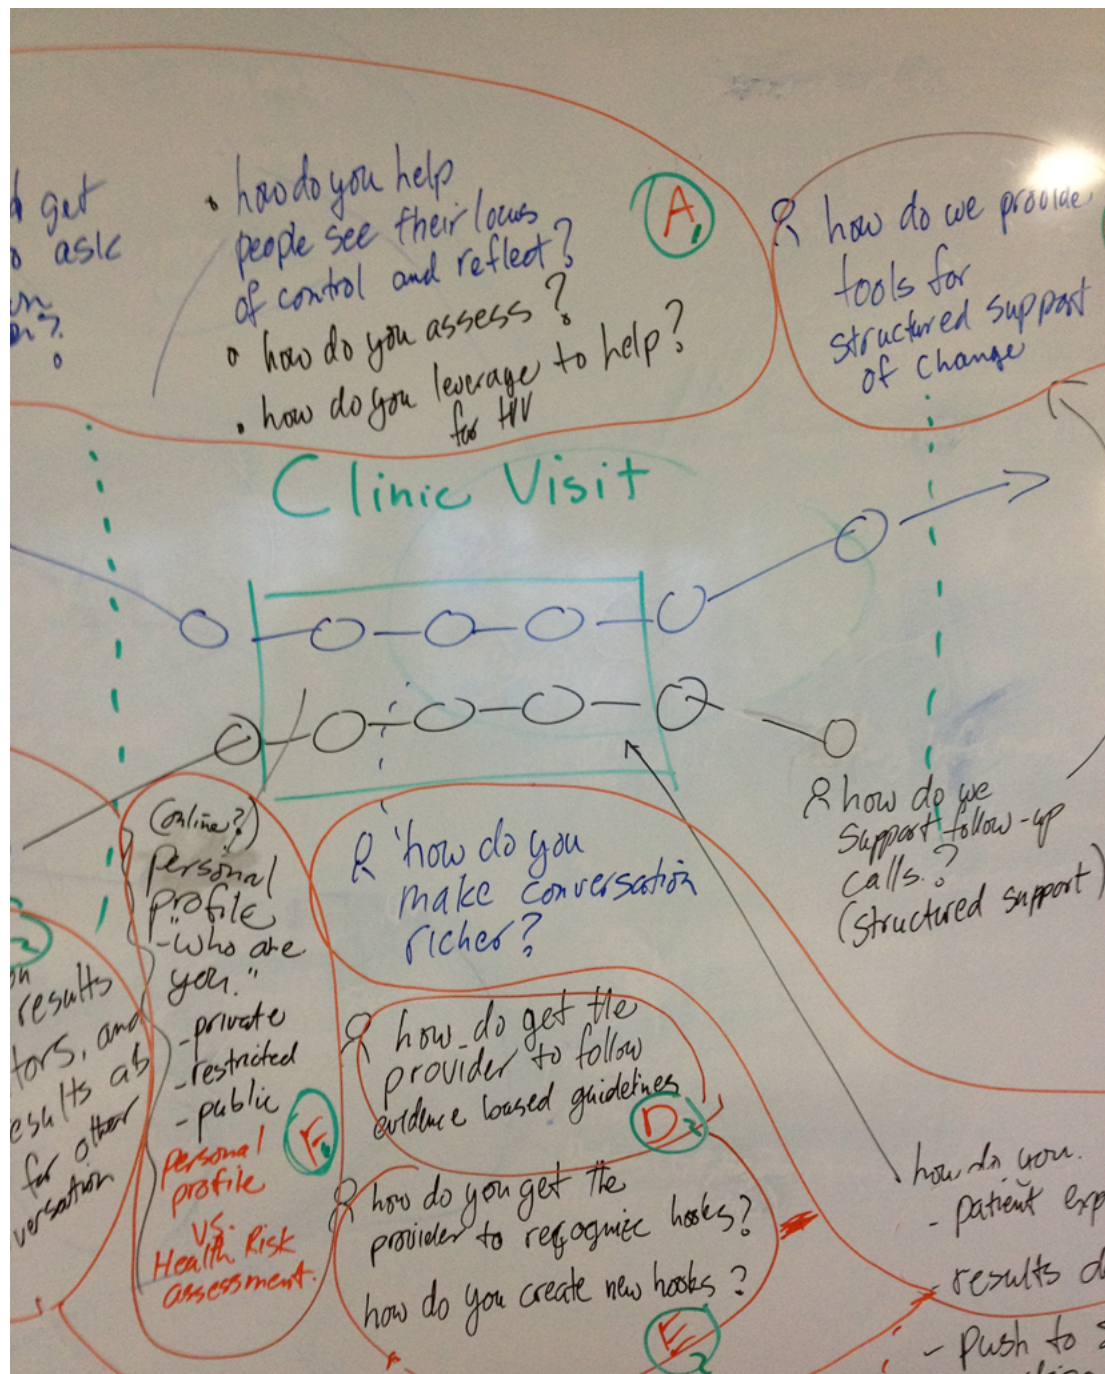 get
ask
• how do you help
people see their locus
of control and reflect?
• how do you assess?
• how do you leverage to help?
for HIV
A1
how do we provide
tools for
structured support
of change
Clinic Visit
how do we
support follow-up
calls?
(structured support)
(online?)
personal
profile
- "who are
you."
- private
- restricted
- public
personal
profile
vs.
Health Risk
assessment.
F
results
and
as
for other
how do you
make conversation
richer?
how do get the
provider to follow
evidence based guidelines
D2
how do you get the
provider to recognize hooks?
how do you create new hooks?
E2
how do you.
- patient exp
- results d
- push to